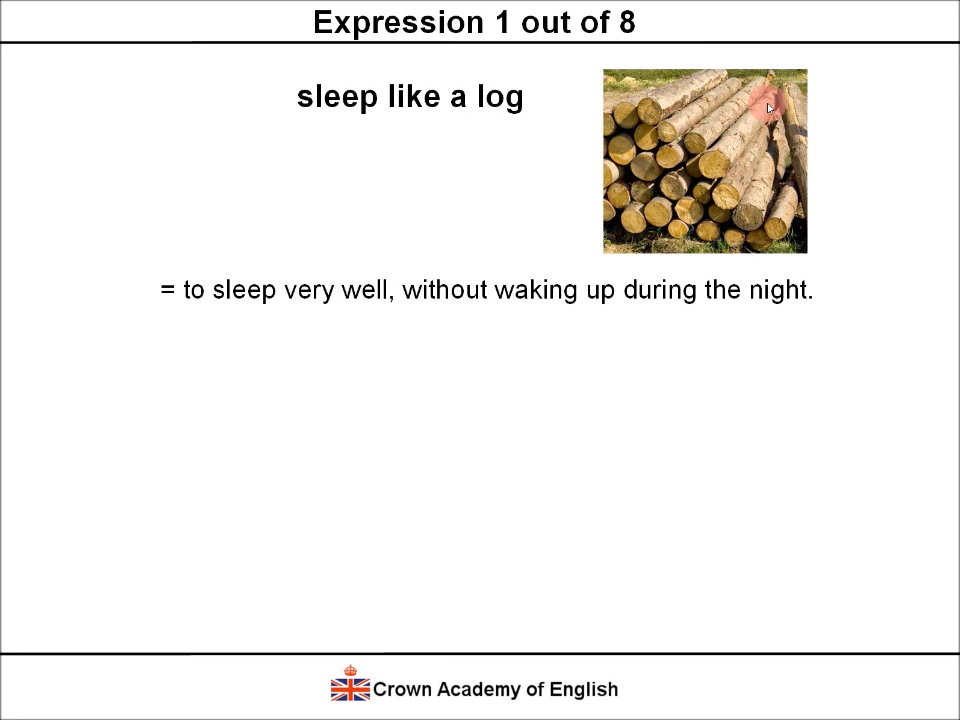 Expression 1 out of 8
sleep like a log
= to sleep very well, without waking up during the night.
Crown Academy of English